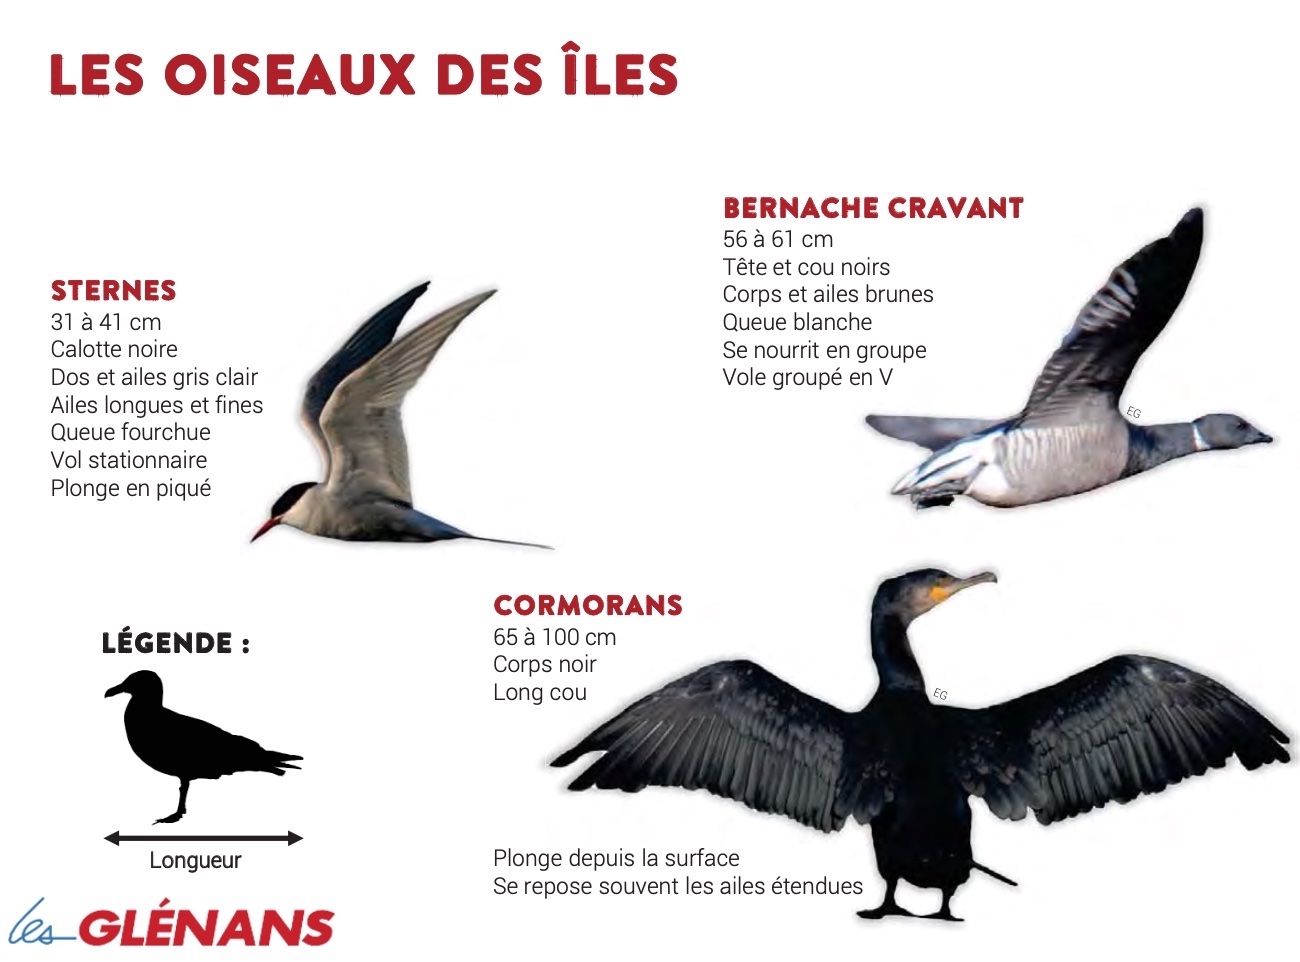 LES OISEAUX DES ÎLES
BERNACHE CRAVANT
56 à 61 cm
Tête et cou noirs
Corps et ailes brunes
Queue blanche
Se nourrit en groupe
Vole groupé en V
EG
STERNES
31 à 41 cm
Calotte noire
Dos et ailes gris clair
Ailes longues et fines
Queue fourchue
Vol stationnaire
Plonge en piqué
CORMORANS
65 à 100 cm
Corps noir
Long cou
EG
Plonge depuis la surface
Se repose souvent les ailes étendues
LÉGENDE :
Longueur
les GLÉNANS